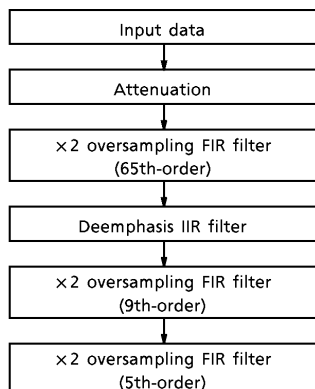 Input data
Attenuation
×2 oversampling FIR filter
(65th-order)
Deemphasis IIR filter
×2 oversampling FIR filter
(9th-order)
×2 oversampling FIR filter
(5th-order)